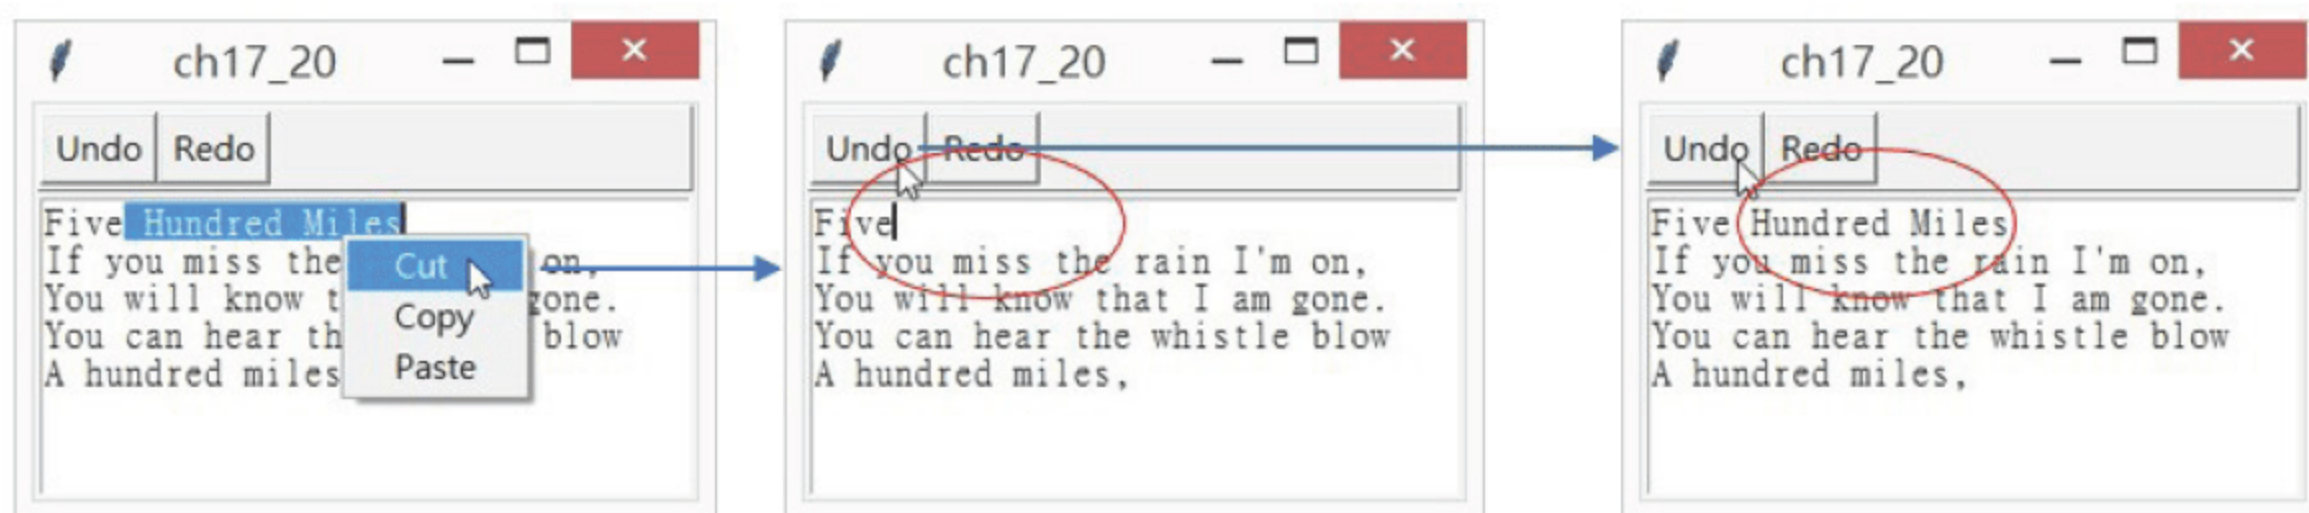 ch17_20
Undo Redo
Five Hundred Miles
If you miss the on,
You will know t gone.
You can hear th blow
A hundred miles
Cut
Copy
Paste
ch17_20
Undo Redo
Five
If you miss the rain I'm on,
You will know that I am gone.
You can hear the whistle blow
A hundred miles,
ch17_20
Undo Redo
Five Hundred Miles
If you miss the rain I'm on,
You will know that I am gone.
You can hear the whistle blow
A hundred miles,